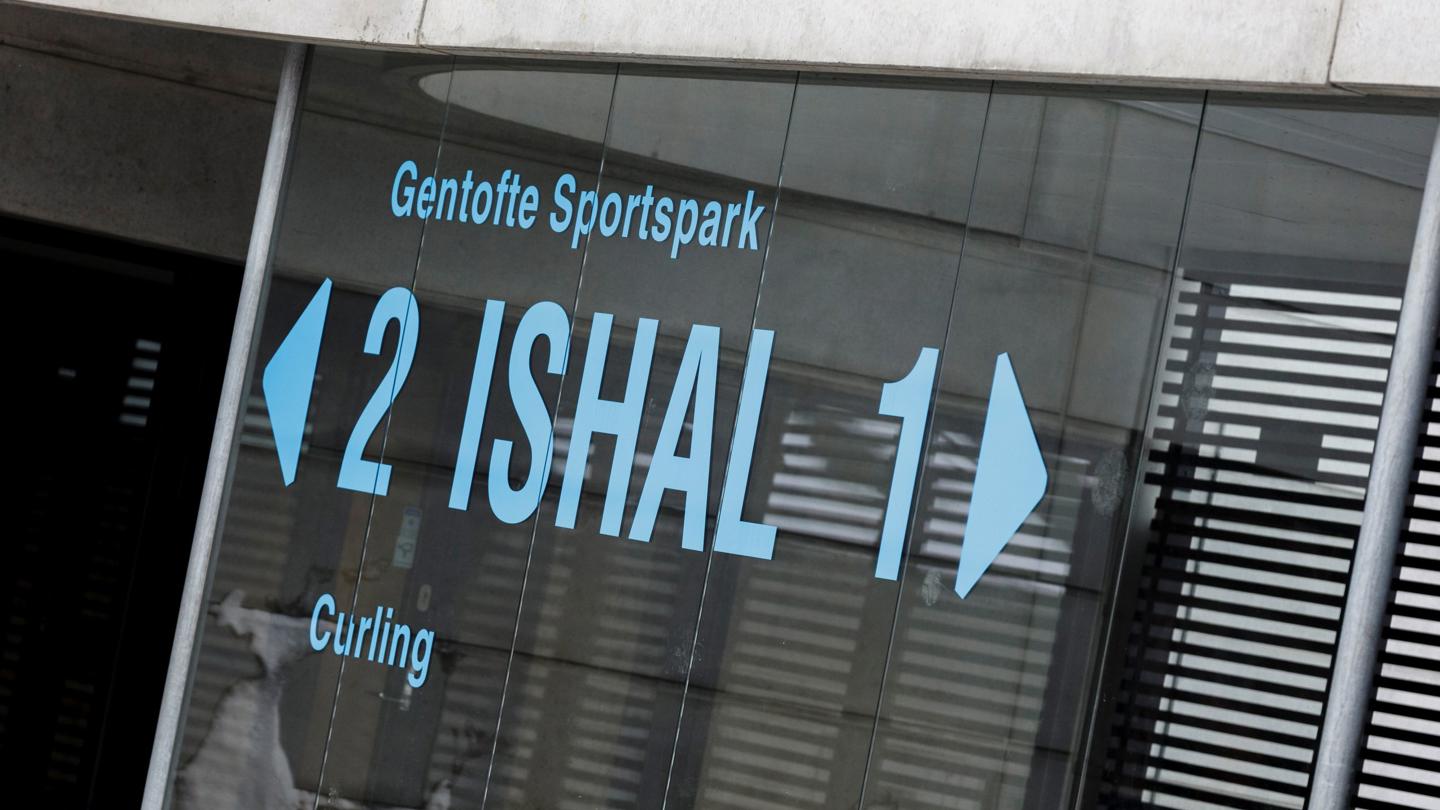 Gentofte Sportspark
2 ISHAL 1
Curling